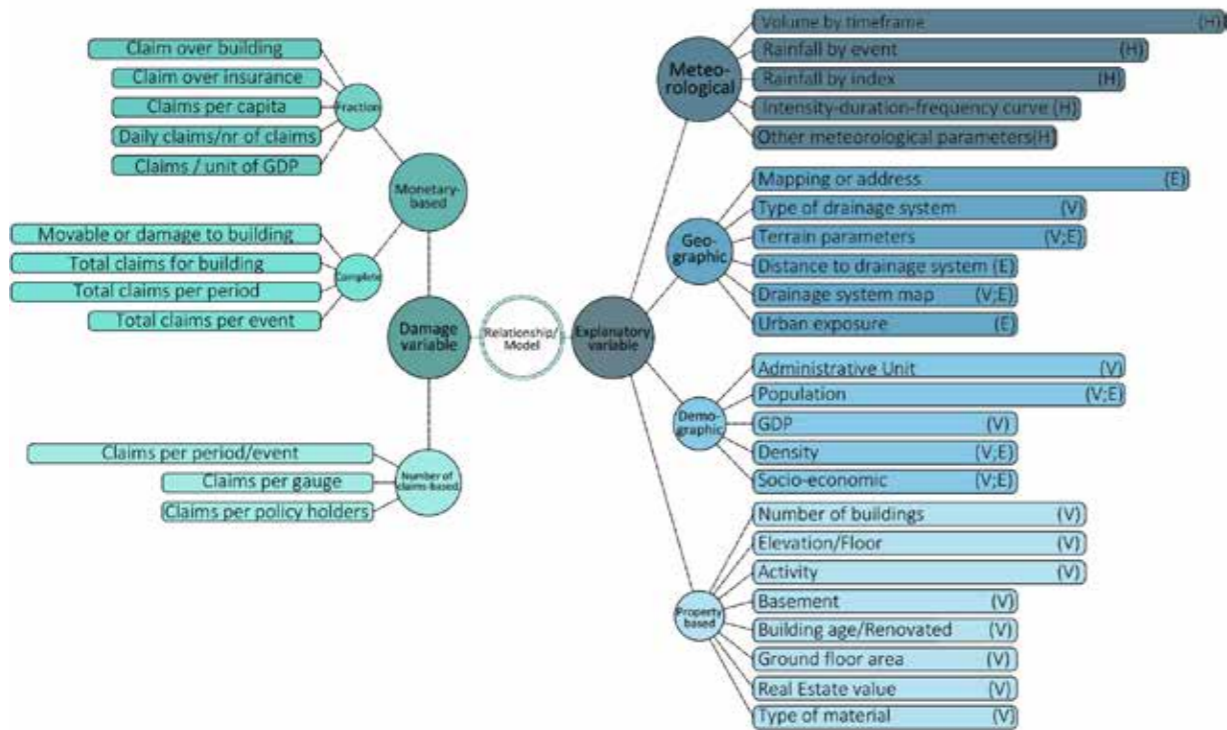 Claim over building
Claim over insurance
Claims per capita
Daily claims/nr of claims
Claims / unit of GDP
Fraction
Monetary-
based
Movable or damage to building
Total claims for building
Total claims per period
Total claims per event
Complete
Damage
variable
Relationship/
Model
Explanatory
variable
Claims per period/event
Claims per gauge
Claims per policy holders
Number of
claims-based
Meteo-
rological
Volume by timeframe (H)
Rainfall by event (H)
Rainfall by index (H)
Intensity-duration-frequency curve (H)
Other meteorological parameters(H)
Geo-
graphic
Mapping or address (E)
Type of drainage system (V)
Terrain parameters (V;E)
Distance to drainage system (E)
Drainage system map (V;E)
Urban exposure (E)
Demo-
graphic
Administrative Unit (V)
Population (V;E)
GDP (V)
Density (V;E)
Socio-economic (V;E)
Property
based
Number of buildings (V)
Elevation/Floor (V)
Activity (V)
Basement (V)
Building age/Renovated (V)
Ground floor area (V)
Real Estate value (V)
Type of material (V)